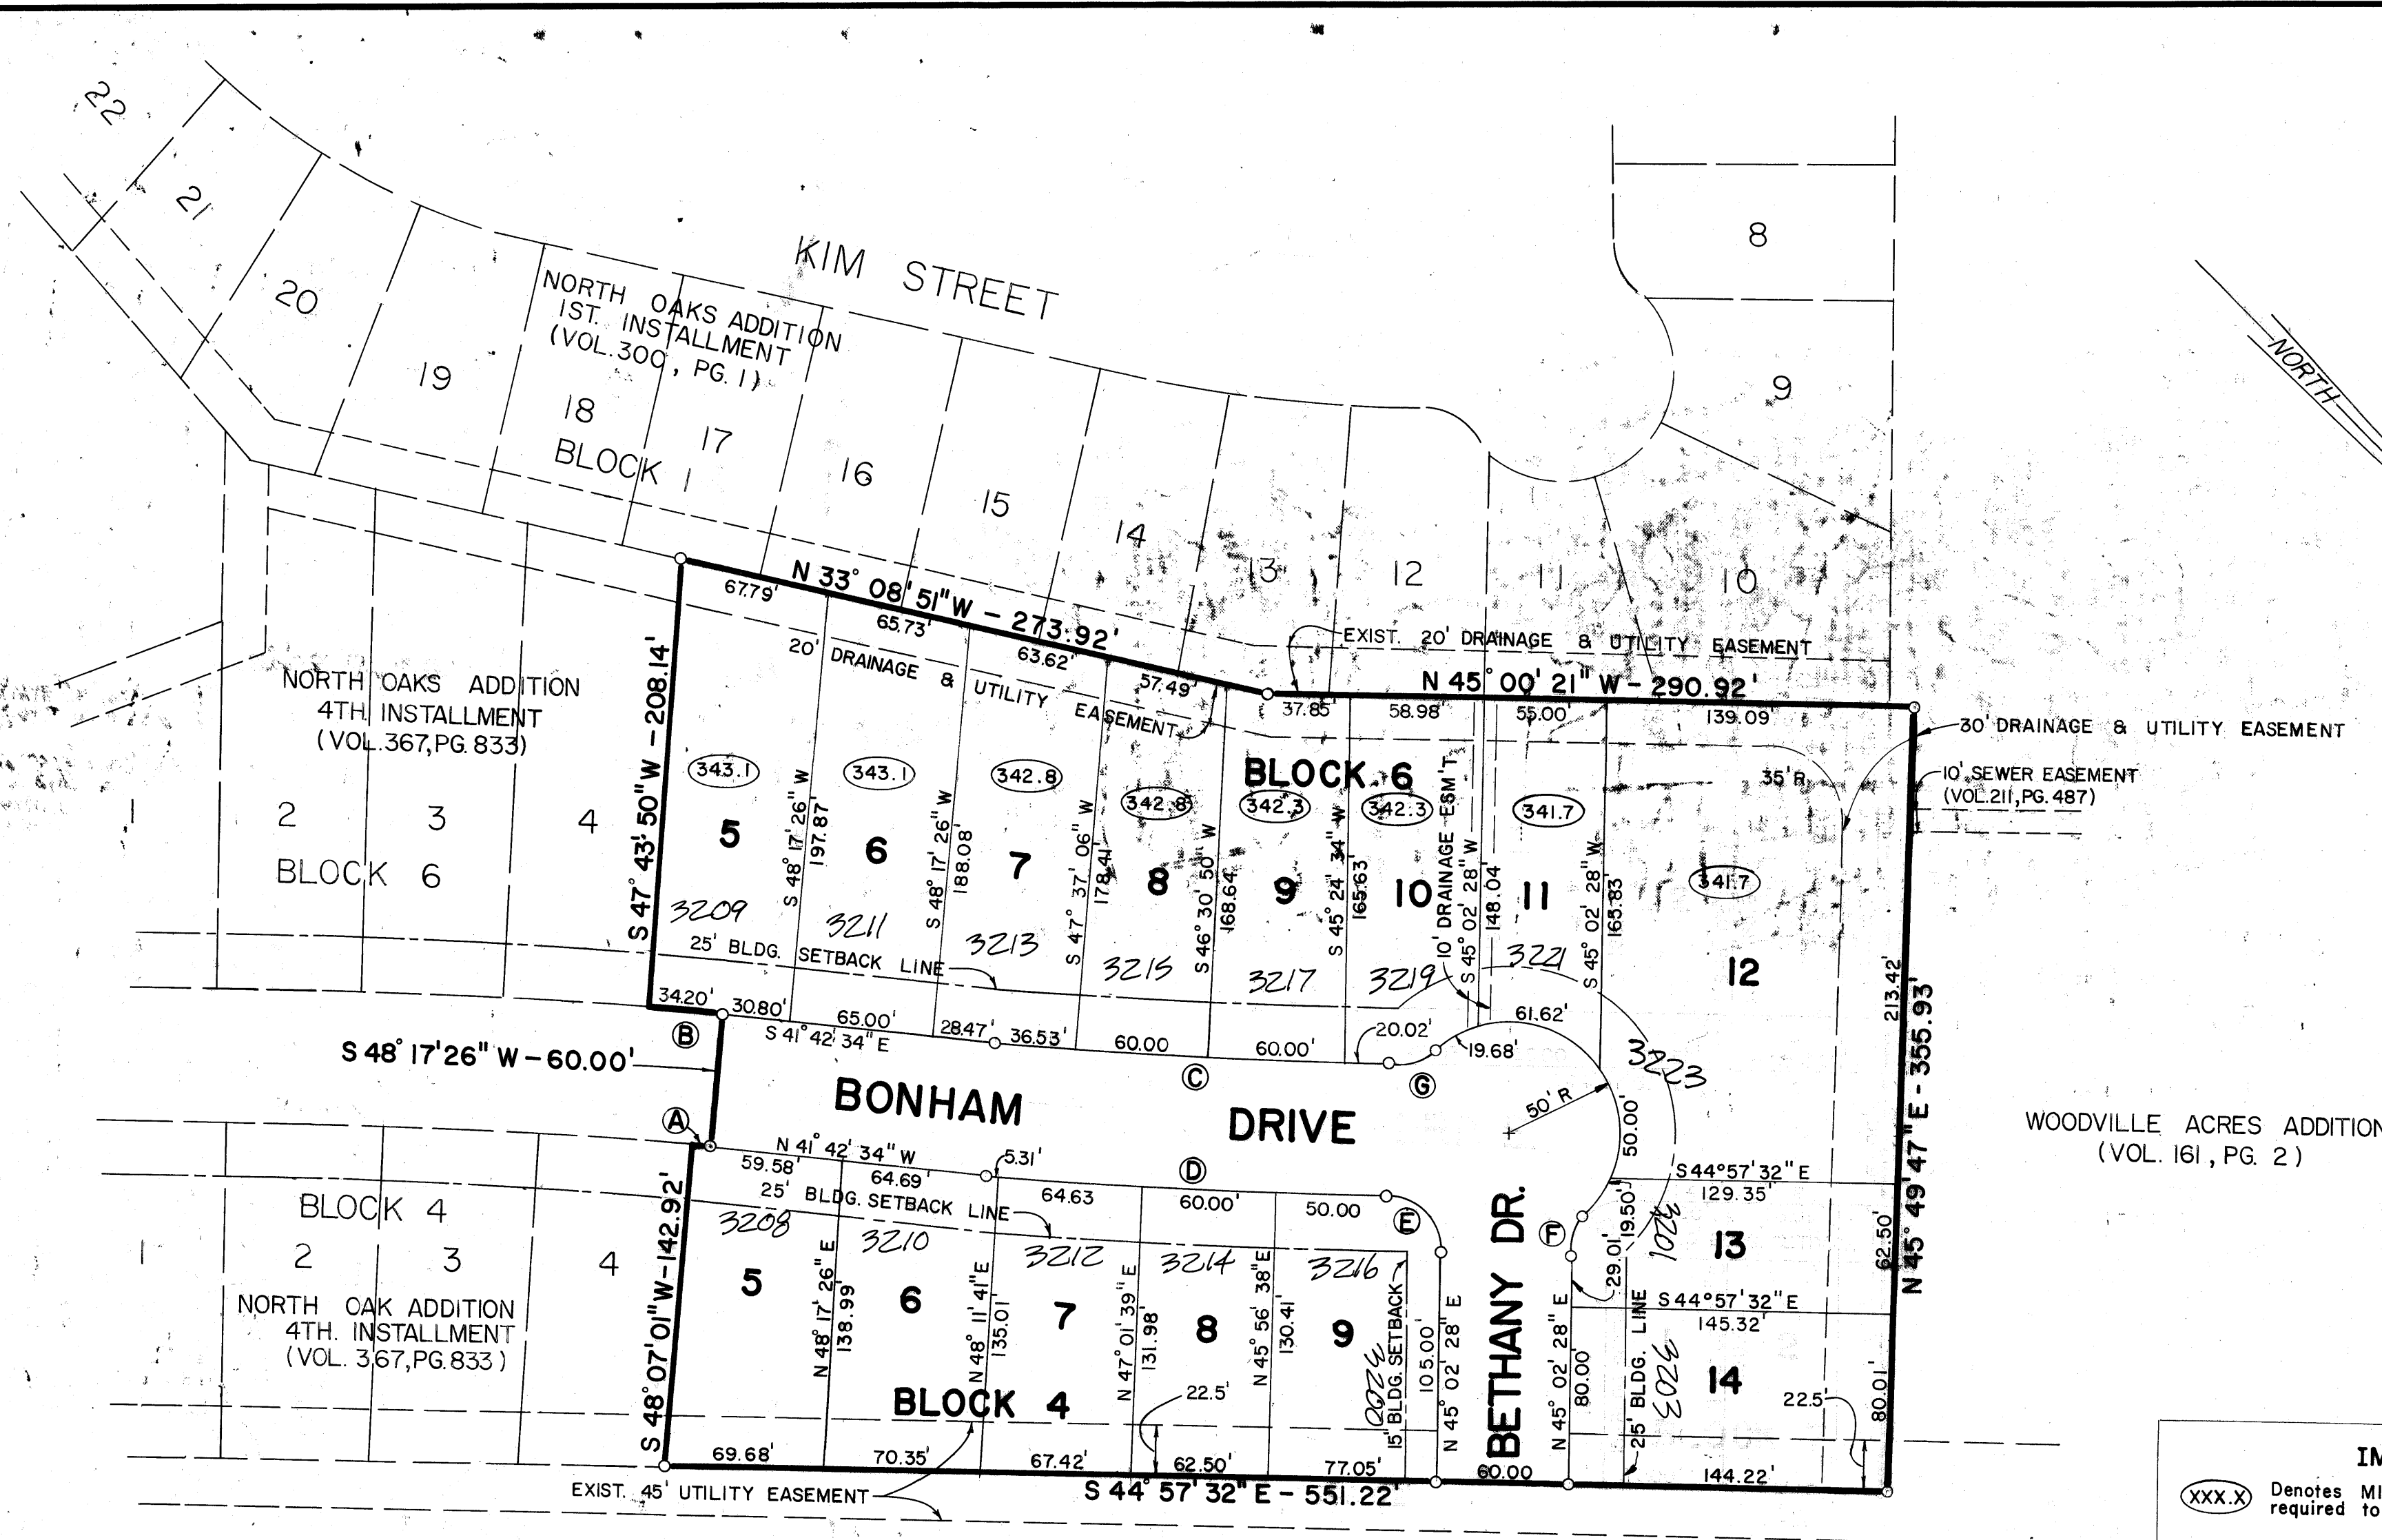 22
21
20
19
18
17
16
15
14
13
12
11
10
9
8
KIM STREET
NORTH OAKS ADDITION
1ST. INSTALLMENT
(VOL.300, PG. 1)
BLOCK 1
NORTH
N 33° 08' 51" W - 273.92'
67.79'
65.73'
63.62'
57.49'
20' DRAINAGE & UTILITY EASEMENT
EXIST. 20' DRAINAGE & UTILITY EASEMENT
N 45° 00' 21" W - 290.92'
37.85'
58.98'
55.00'
139.09'
30' DRAINAGE & UTILITY EASEMENT
10' SEWER EASEMENT
(VOL.211, PG. 487)
35' R
NORTH OAKS ADDITION
4TH INSTALLMENT
(VOL.367, PG. 833)
1
2
3
4
BLOCK 6
S 47° 43' 50" W - 208.14'
BLOCK 6
343.1
343.1
342.8
342.8
342.3
342.3
341.7
341.7
5
6
7
8
9
10
11
12
S 48° 17' 26" W
197.87'
S 48° 17' 26" W
188.08'
S 47° 37' 06" W
178.41'
S 46° 30' 50" W
168.64'
S 45° 24' 34" W
165.63'
10' DRAINAGE ESM'T
S 45° 02' 28" W
148.04'
S 45° 02' 28" W
165.83
3209
3211
3213
3215
3217
3219
3221
3223
25' BLDG. SETBACK LINE
34.20'
30.80'
65.00'
28.47'
36.53'
60.00
60.00'
20.02'
19.68'
61.62'
S 41° 42' 34" E
B
C
G
S 48° 17' 26" W - 60.00'
BONHAM DRIVE
50' R
50.00'
213.42'
N 45° 49' 47" E - 355.93'
WOODVILLE ACRES ADDITION
(VOL. 161, PG. 2)
A
N 41° 42' 34" W
59.58'
64.69'
5.31'
D
64.63
60.00'
50.00
E
F
25' BLDG. SETBACK LINE
3208
3210
3212
3214
3216
3200
5
6
7
8
9
N 48° 17' 26" E
138.99'
N 48° 11' 41" E
135.01'
N 47° 01' 39" E
131.98'
N 45° 56' 38" E
130.41'
15' BLDG. SETBACK
105.00'
N 45° 02' 28" E
BETHANY DR.
N 45° 02' 28" E
80.00'
29.01'
19.50'
S 44° 57' 32" E
129.35'
3201
13
62.50'
S 44° 57' 32" E
145.32'
25' BLDG. LINE
3203
14
22.5'
80.01'
BLOCK 4
1
2
3
4
NORTH OAK ADDITION
4TH. INSTALLMENT
(VOL. 367, PG.833)
S 48° 07' 01" W - 142.92'
BLOCK 4
22.5'
69.68'
70.35'
67.42'
62.50'
77.05'
60.00
144.22'
EXIST. 45' UTILITY EASEMENT
S 44° 57' 32" E - 551.22'
XXX.X
Denotes
required to